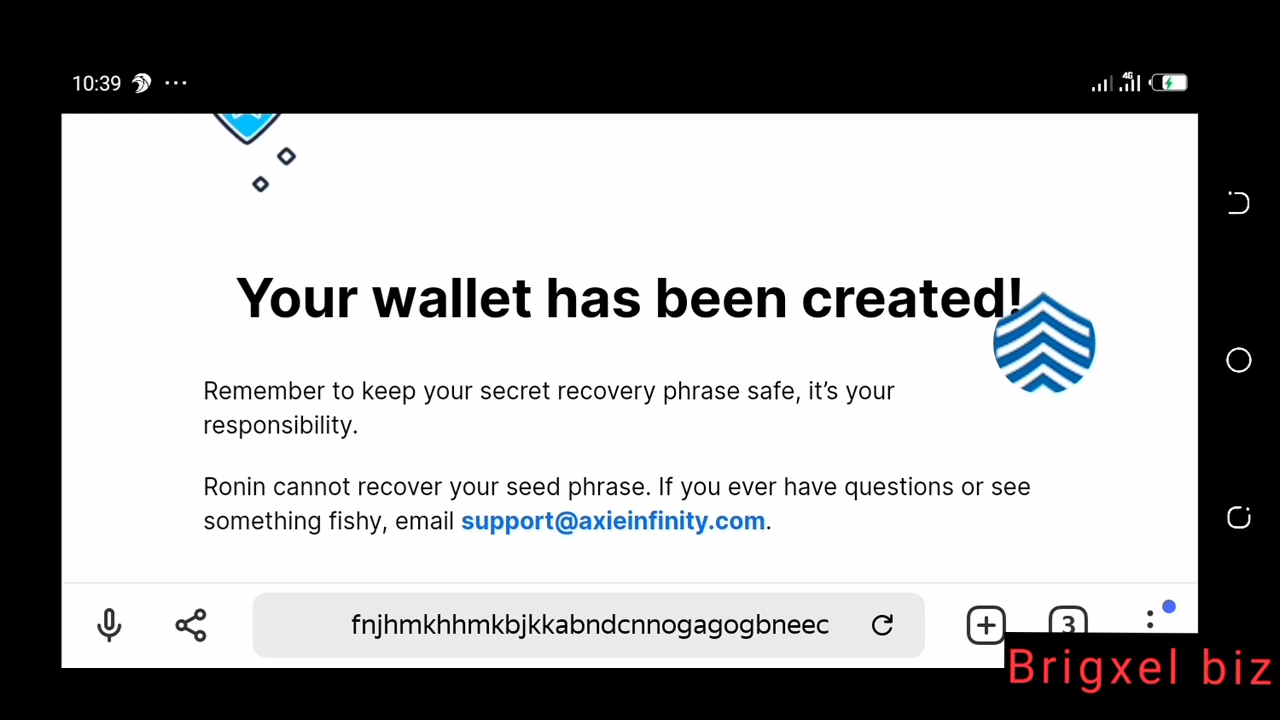 10:39
4G
Your wallet has been created!
Remember to keep your secret recovery phrase safe, it’s your
responsibility.
Ronin cannot recover your seed phrase. If you ever have questions or see
something fishy, email support@axieinfinity.com.
fnjhmkhhmkbjkkabndcnnogagogbneec
3
Brigxel biz